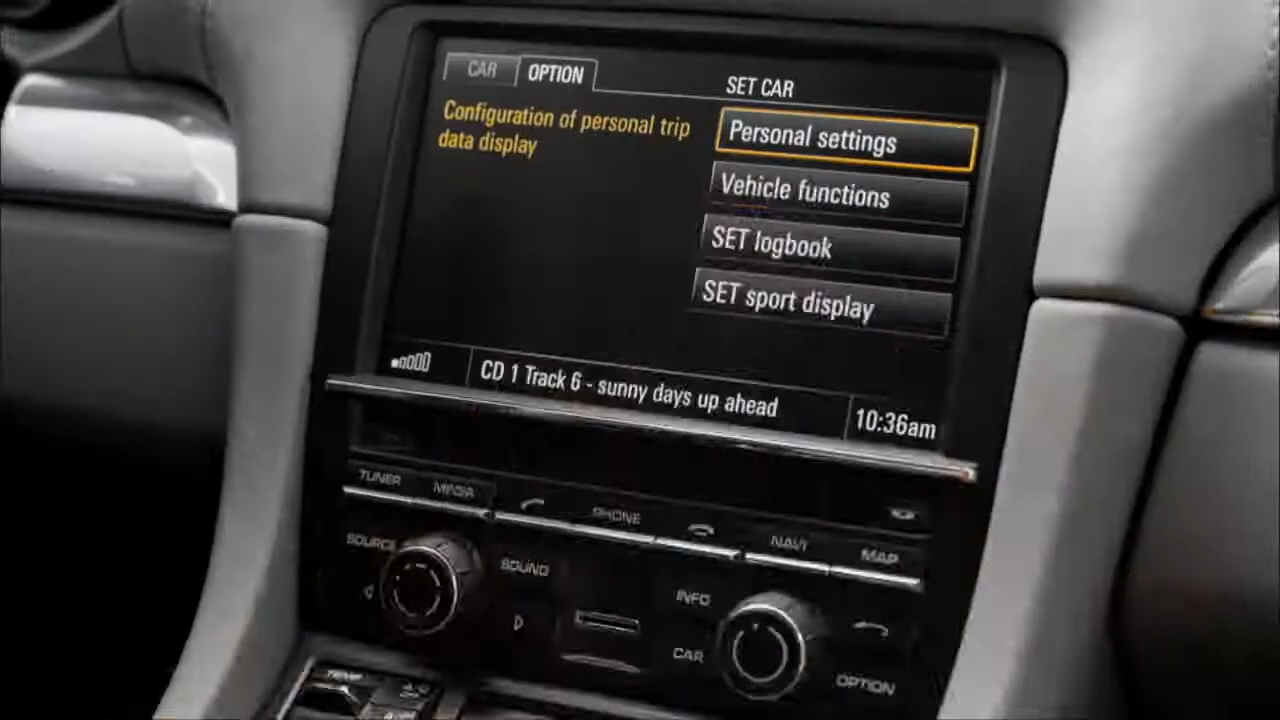 CAR OPTION
SET CAR
Configuration of personal trip
data display
Personal settings
Vehicle functions
SET logbook
SET sport display
CD 1 Track 6 - sunny days up ahead
10:36am
TUNER MEDIA PHONE NAVI MAP
SOURCE SOUND INFO
CAR OPTION
TEMP